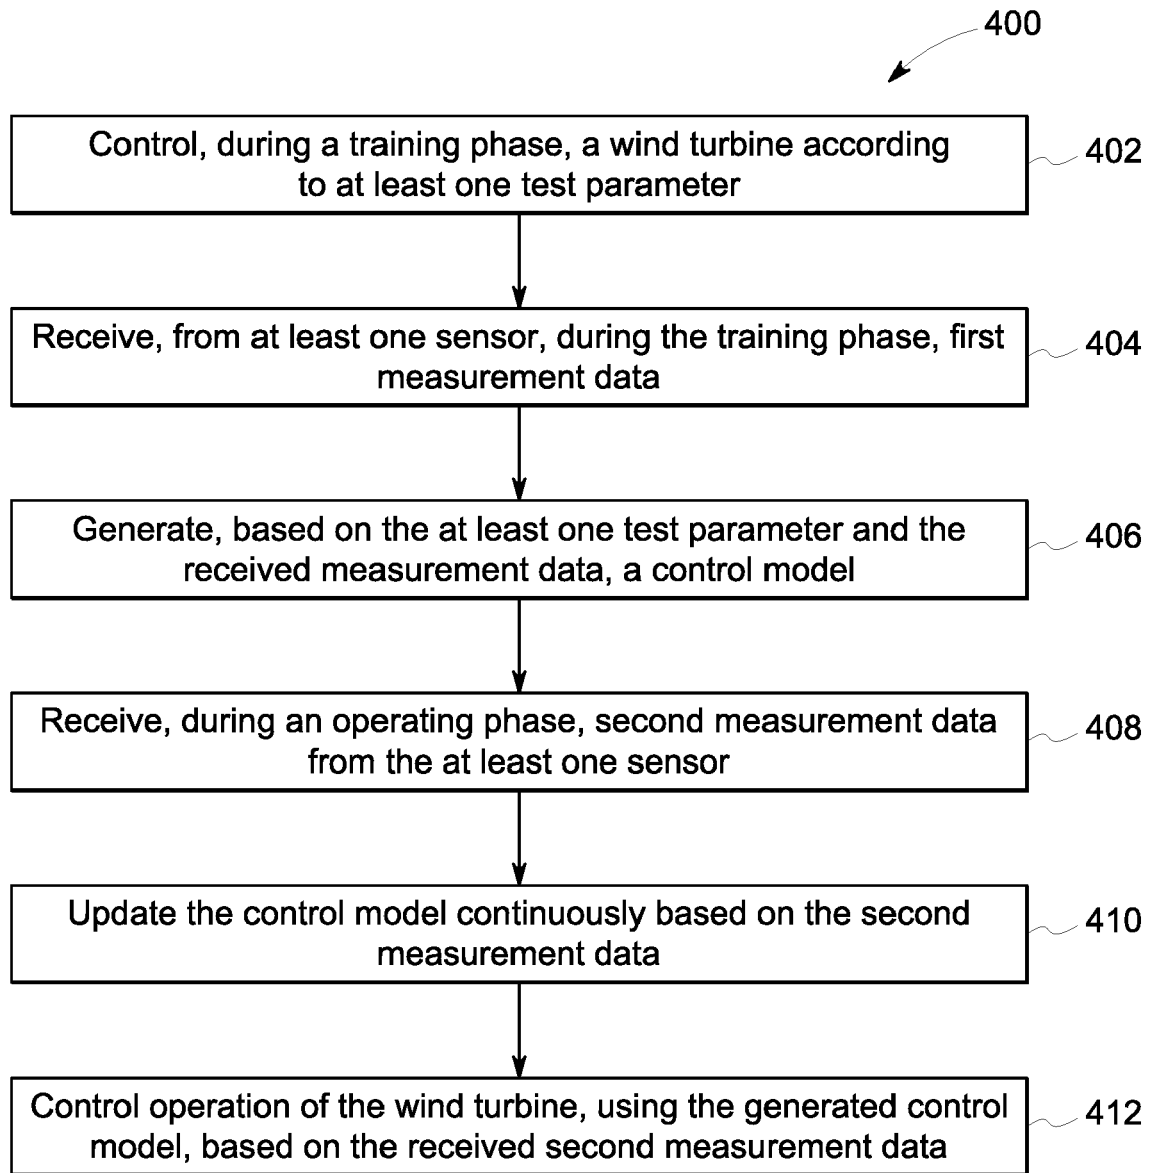 400
Control, during a training phase, a wind turbine according
to at least one test parameter
402
Receive, from at least one sensor, during the training phase, first
measurement data
404
Generate, based on the at least one test parameter and the
received measurement data, a control model
406
Receive, during an operating phase, second measurement data
from the at least one sensor
408
Update the control model continuously based on the second
measurement data
410
Control operation of the wind turbine, using the generated control
model, based on the received second measurement data
412